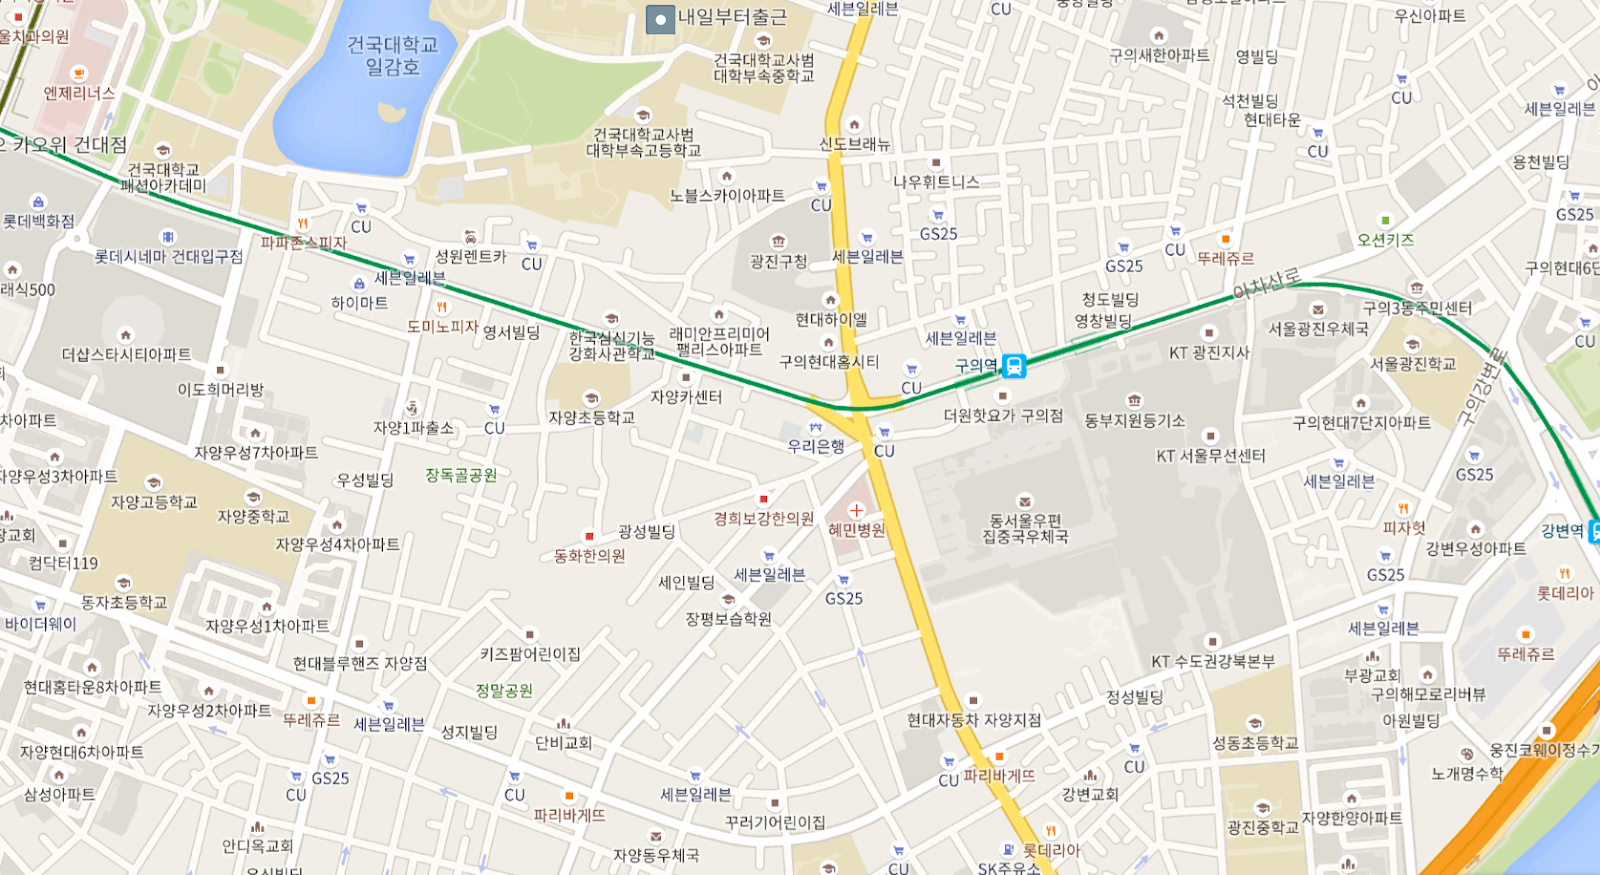 세븐일레븐
CU
우신아파트
내일부터출근
울치과의원
건국대학교
일감호
건국대학교사범
대학부속중학교
구의새한아파트
영빌딩
엔제리너스
CU
석천빌딩
세븐일레븐
현대타운
건국대학교사범
대학부속고등학교
신도브래뉴
CU
오 카오위 건대점
용천빌딩
건국대학교
패션아카데미
나우휘트니스
노블스카이아파트
CU
롯데백화점
CU
GS25
GS25
파파존스피자
롯데시네마 건대입구점
성원렌트카
CU
광진구청
세븐일레븐
GS25
CU
뚜레쥬르
오션키즈
구의현대6단
세븐일레븐
래식500
하이마트
아차산로
청도빌딩
영창빌딩
구의3동주민센터
도미노피자
영서빌딩
한국심신기능
강화사관학교
래미안프리미어
팰리스아파트
현대하이엘
세븐일레븐
서울광진우체국
CU
더샵스타시티아파트
구의현대홈시티
구의역
KT 광진지사
서울광진학교
이도희머리방
CU
자양카센터
구의강변로
차아파트
자양1파출소
CU
자양초등학교
더원핫요가 구의점
동부지원등기소
구의현대7단지아파트
자양우성7차아파트
우리은행
CU
KT 서울무선센터
자양우성3차아파트
우성빌딩
장독골공원
세븐일레븐
GS25
자양고등학교
자양중학교
경희보강한의원
혜민병원
동서울우편
집중국우체국
피자헛
강변역
장교회
자양우성4차아파트
광성빌딩
동화한의원
강변우성아파트
컴닥터119
세인빌딩
세븐일레븐
GS25
GS25
롯데리아
동자초등학교
바이더웨이
자양우성1차아파트
장평보습학원
세븐일레븐
현대블루핸즈 자양점
키즈팜어린이집
KT 수도권강북본부
뚜레쥬르
현대홈타운8차아파트
정말공원
부광교회
구의해모로리버뷰
자양우성2차아파트
뚜레쥬르
세븐일레븐
성지빌딩
단비교회
현대자동차 자양지점
정성빌딩
아원빌딩
자양현대6차아파트
성동초등학교
웅진코웨이정수기
GS25
CU
CU
세븐일레븐
CU
파리바게뜨
CU
노개명수학
삼성아파트
파리바게뜨
꾸러기어린이집
강변교회
광진중학교
자양한양아파트
안디옥교회
자양동우체국
롯데리아
CU
SK주유소